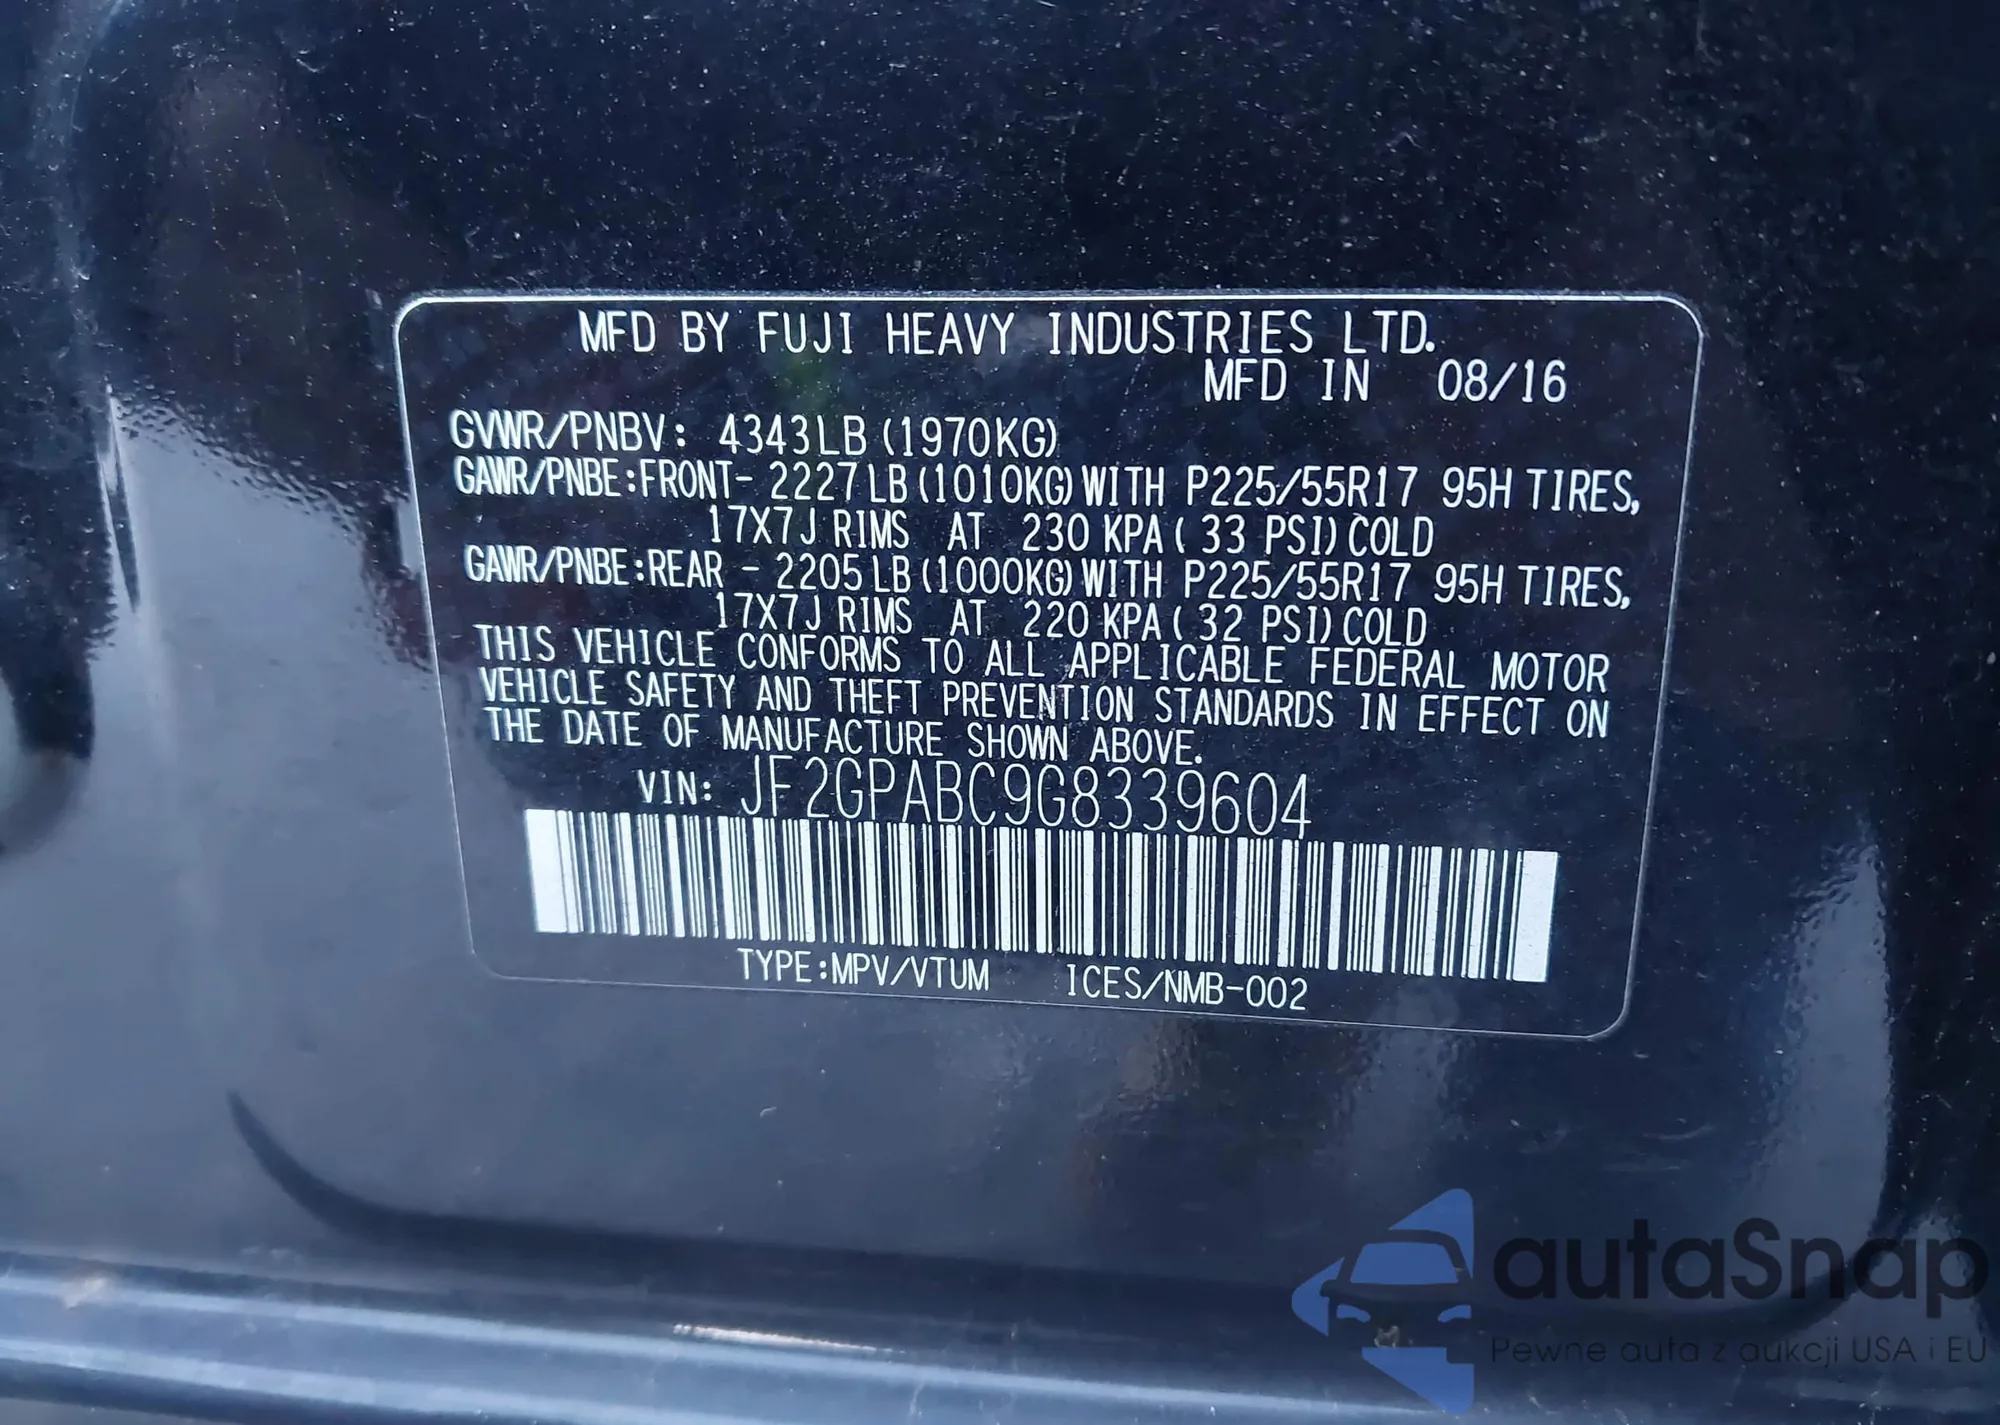 MFD BY FUJI HEAVY INDUSTRIES LTD.
MFD IN 08/16
GVWR/PNBV: 4343LB (1970KG)
GAWR/PNBE:FRONT- 2227LB (1010KG) WITH P225/55R17 95H TIRES,
17X7J RIMS AT 230 KPA ( 33 PSI) COLD
GAWR/PNBE:REAR - 2205LB (1000KG) WITH P225/55R17 95H TIRES,
17X7J RIMS AT 220 KPA ( 32 PSI) COLD
THIS VEHICLE CONFORMS TO ALL APPLICABLE FEDERAL MOTOR
VEHICLE SAFETY AND THEFT PREVENTION STANDARDS IN EFFECT ON
THE DATE OF MANUFACTURE SHOWN ABOVE.
VIN: JF2GPABC9G8339604
TYPE:MPV/VTUM ICES/NMB-002
autaSnap
Pewne auta z aukcji USA i EU